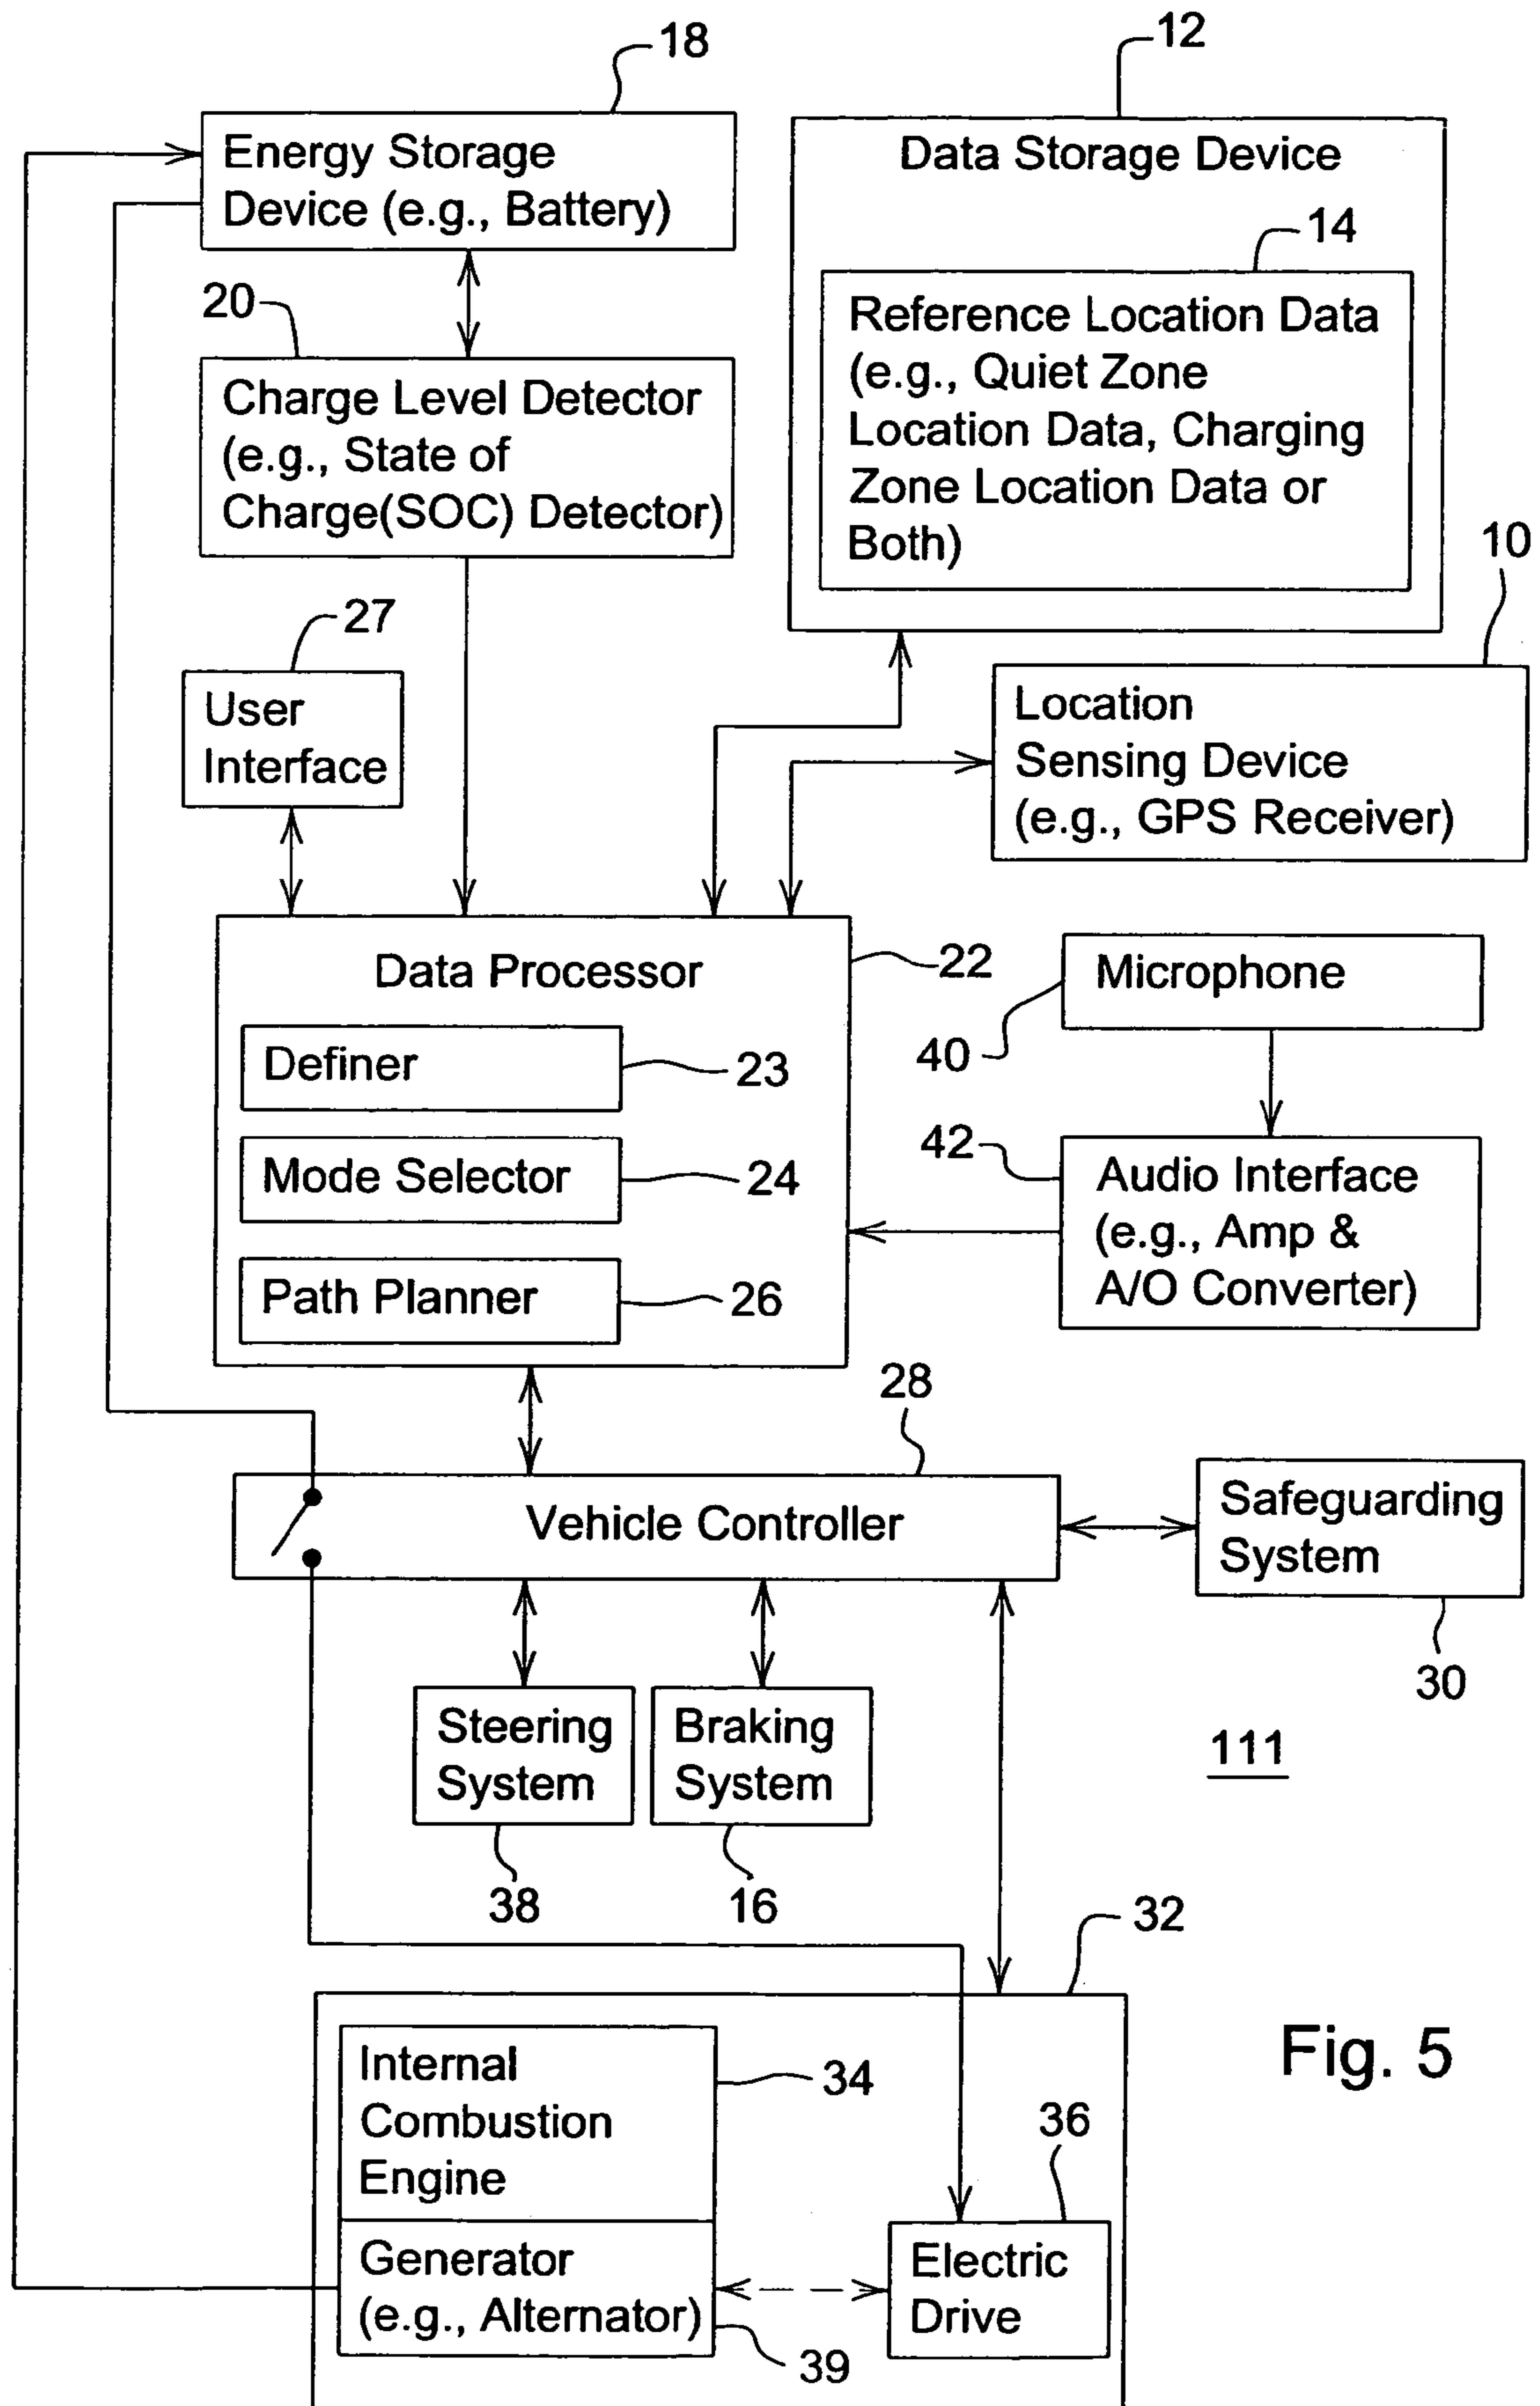 18
12
Energy Storage
Device (e.g., Battery)
Data Storage Device
14
20
Reference Location Data
(e.g., Quiet Zone
Location Data, Charging
Zone Location Data or
Both)
Charge Level Detector
(e.g., State of
Charge(SOC) Detector)
10
27
User
Interface
Location
Sensing Device
(e.g., GPS Receiver)
Data Processor
22
Microphone
40
Definer
23
Mode Selector
24
Path Planner
26
42
Audio Interface
(e.g., Amp &
A/O Converter)
28
Vehicle Controller
Safeguarding
System
30
Steering
System
Braking
System
38
16
111
32
Internal
Combustion
Engine
34
36
Generator
(e.g., Alternator)
39
Electric
Drive
Fig. 5